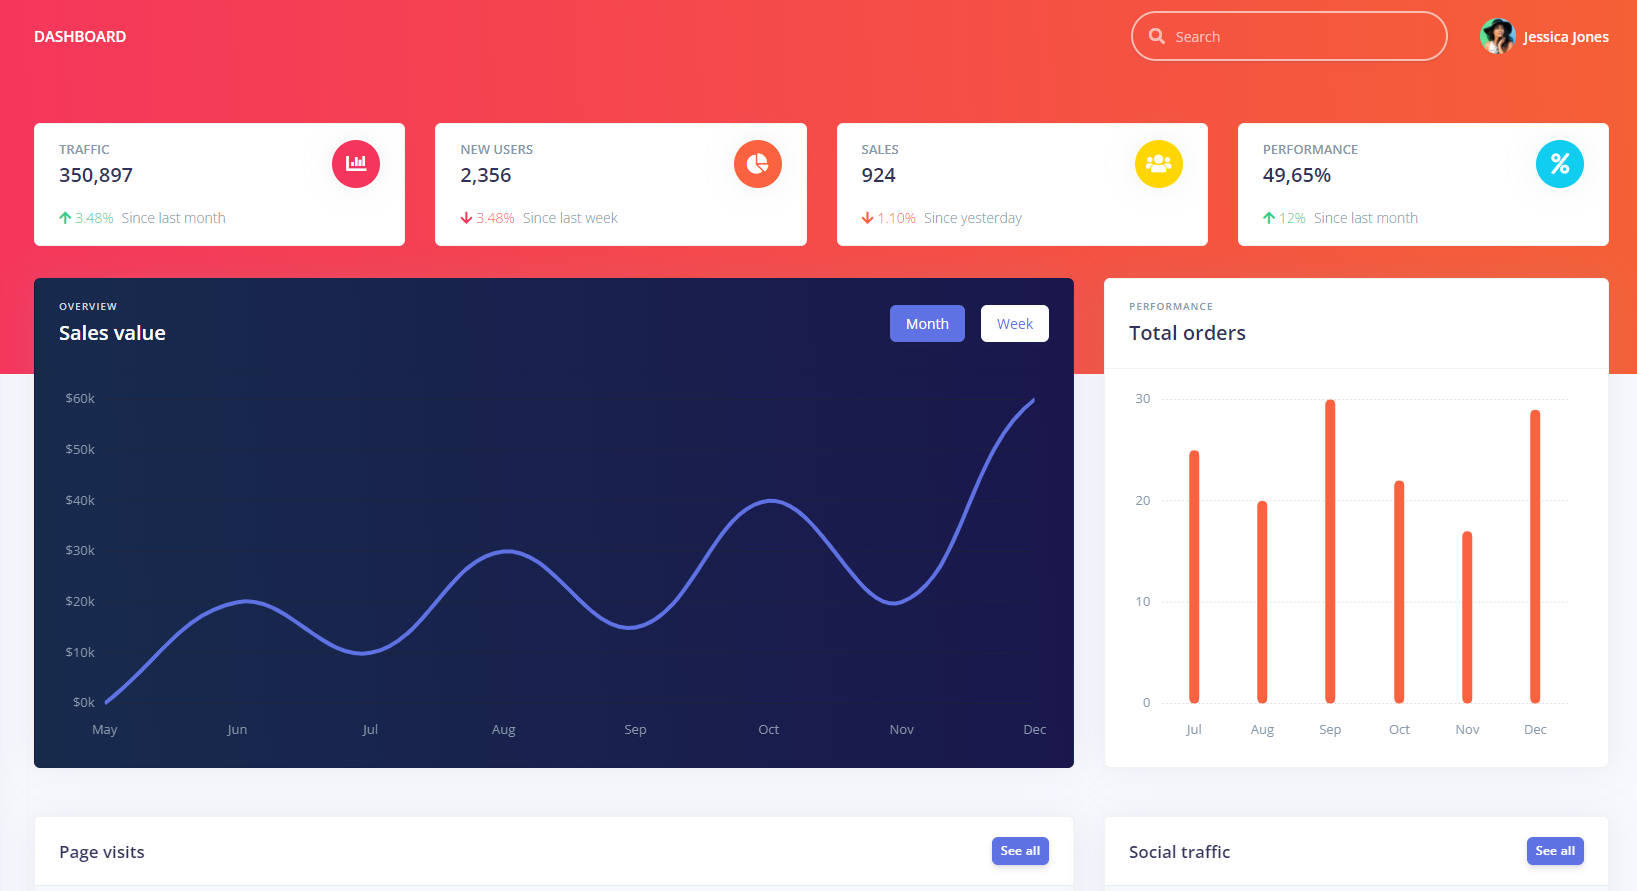 DASHBOARD
Search
Jessica Jones
TRAFFIC
350,897
3.48% Since last month
NEW USERS
2,356
3.48% Since last week
SALES
924
1.10% Since yesterday
PERFORMANCE
49,65%
12% Since last month
OVERVIEW
Sales value
Month
Week
$60k
$50k
$40k
$30k
$20k
$10k
$0k
May Jun Jul Aug Sep Oct Nov Dec
PERFORMANCE
Total orders
30
20
10
0
Jul Aug Sep Oct Nov Dec
Page visits
See all
Social traffic
See all